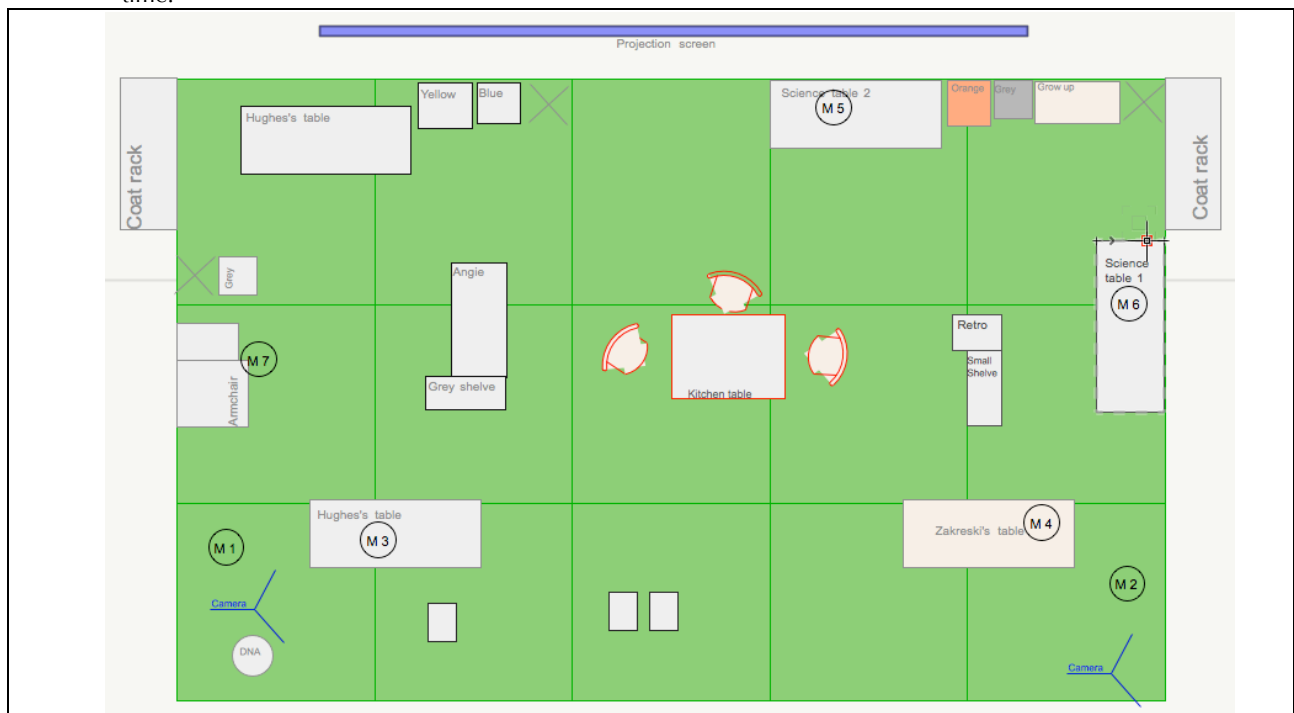 time.
Projection screen
Coat rack
Hughes's table
Yellow
Blue
Science table 2
M 5
Orange
Grey
Grow up
Coat rack
Grey
Angie
Science
table 1
M 6
Retro
Small
Shelve
M 7
Armchair
Grey shelve
Kitchen table
Hughes's table
M 3
Zakreski's table
M 4
M 1
M 2
Camera
DNA
Camera